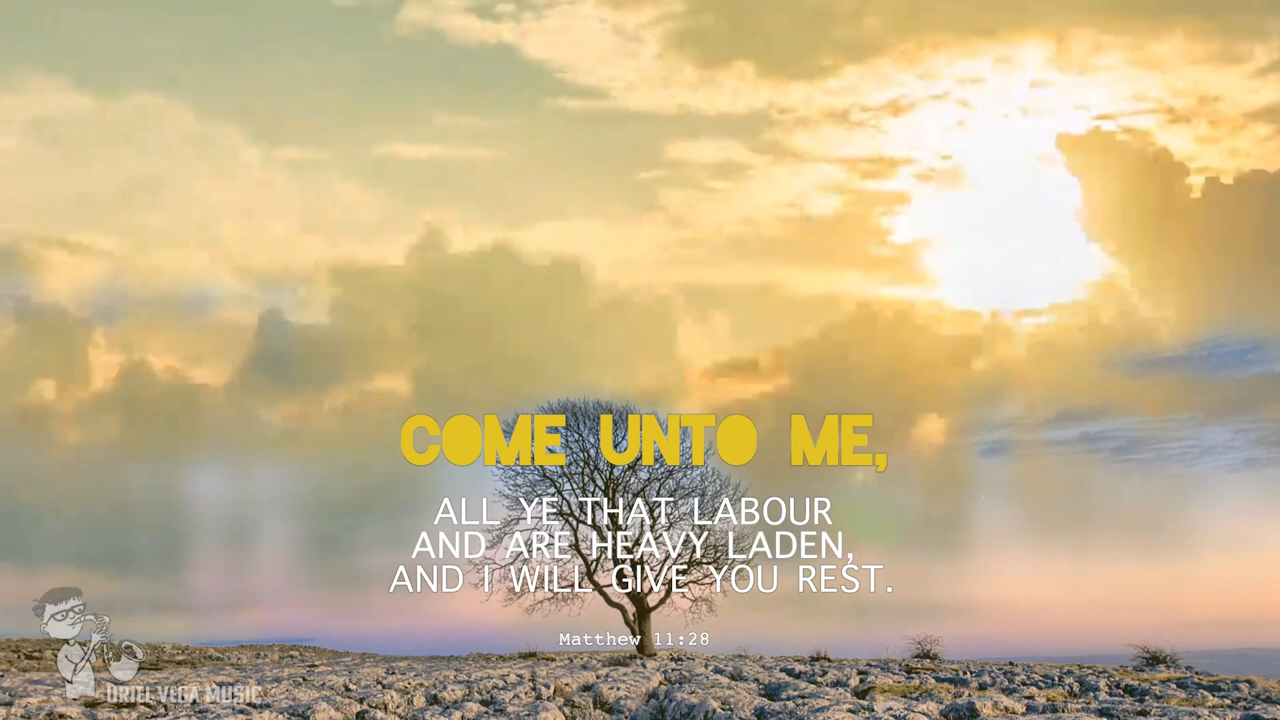 COME UNTO ME,
ALL YE THAT LABOUR
AND ARE HEAVY LADEN,
AND I WILL GIVE YOU REST.
Matthew 11:28
URIEL VEGA MUSIC